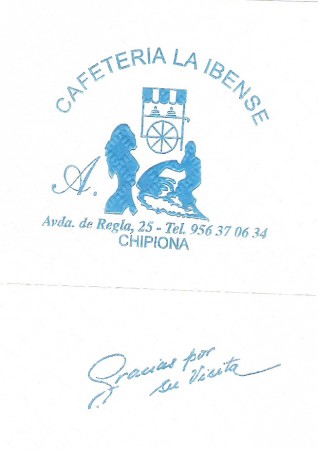 CAFETERIA LA IBENSE
A.
Avda. de Regla, 25 - Tel. 956 37 06 34
CHIPIONA
Gracias por
su Visita